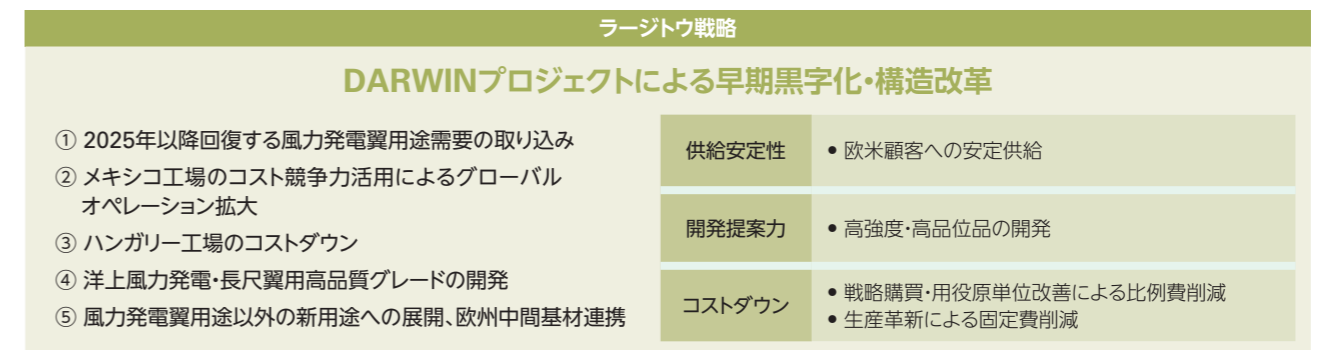 ラージトウ戦略
DARWINプロジェクトによる早期黒字化・構造改革
① 2025年以降回復する風力発電翼用途需要の取り込み
② メキシコ工場のコスト競争力活用によるグローバル
オペレーション拡大
③ ハンガリー工場のコストダウン
④ 洋上風力発電・長尺翼用高品質グレードの開発
⑤ 風力発電翼用途以外の新用途への展開、欧州中間基材連携
供給安定性
• 欧米顧客への安定供給
開発提案力
• 高強度・高品位品の開発
コストダウン
• 戦略購買・用役原単位改善による比例費削減
• 生産革新による固定費削減